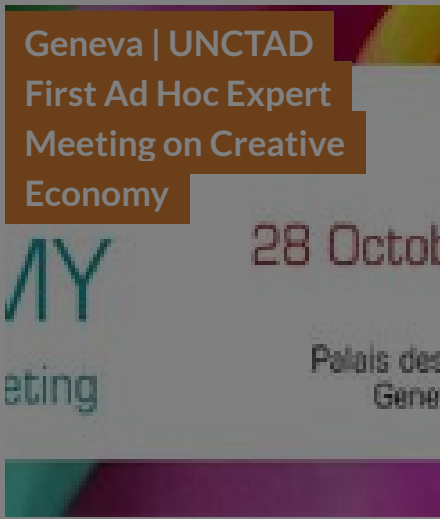 Geneva | UNCTAD
First Ad Hoc Expert
Meeting on Creative
Economy
MY
28 Octob
Palais des
eting
Gene